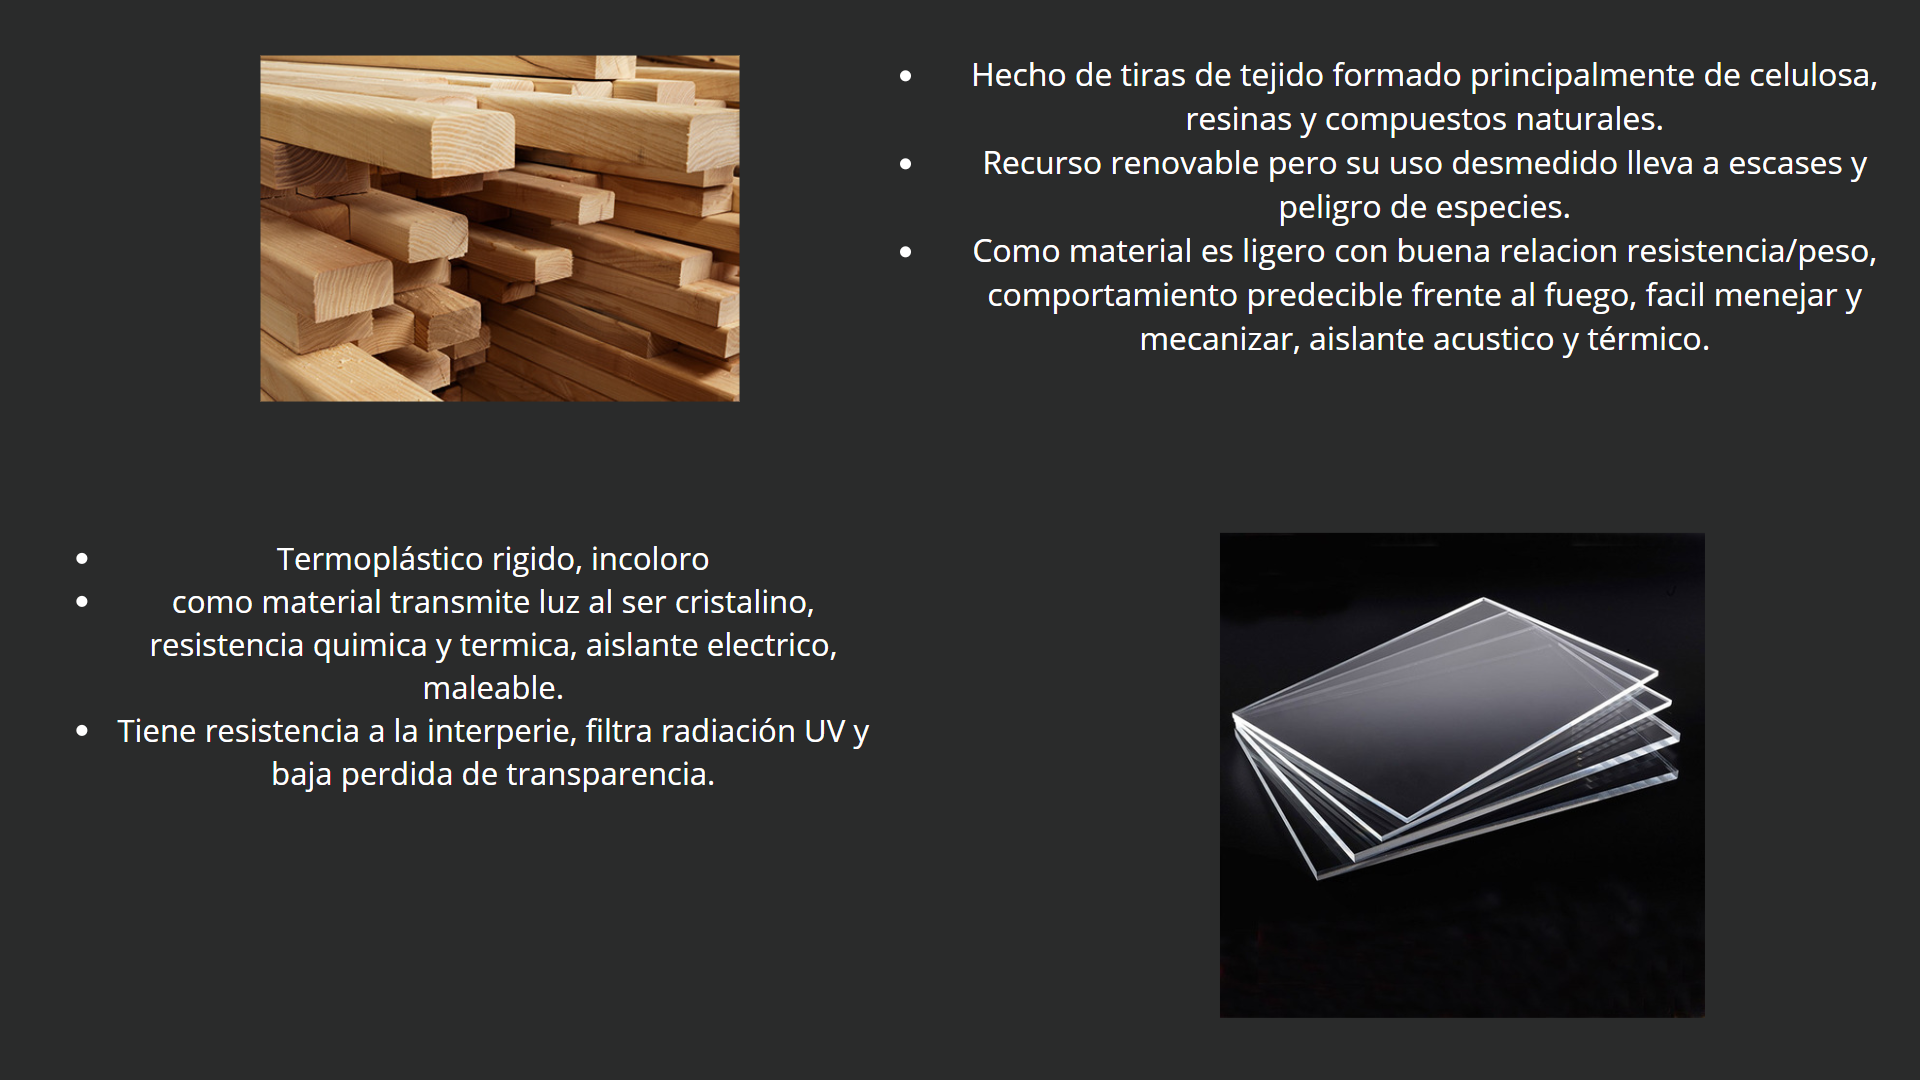 • Hecho de tiras de tejido formado principalmente de celulosa,
resinas y compuestos naturales.
• Recurso renovable pero su uso desmedido lleva a escases y
peligro de especies.
• Como material es ligero con buena relacion resistencia/peso,
comportamiento predecible frente al fuego, facil menejar y
mecanizar, aislante acustico y térmico.
• Termoplástico rigido, incoloro
• como material transmite luz al ser cristalino,
resistencia quimica y termica, aislante electrico,
maleable.
• Tiene resistencia a la interperie, filtra radiación UV y
baja perdida de transparencia.